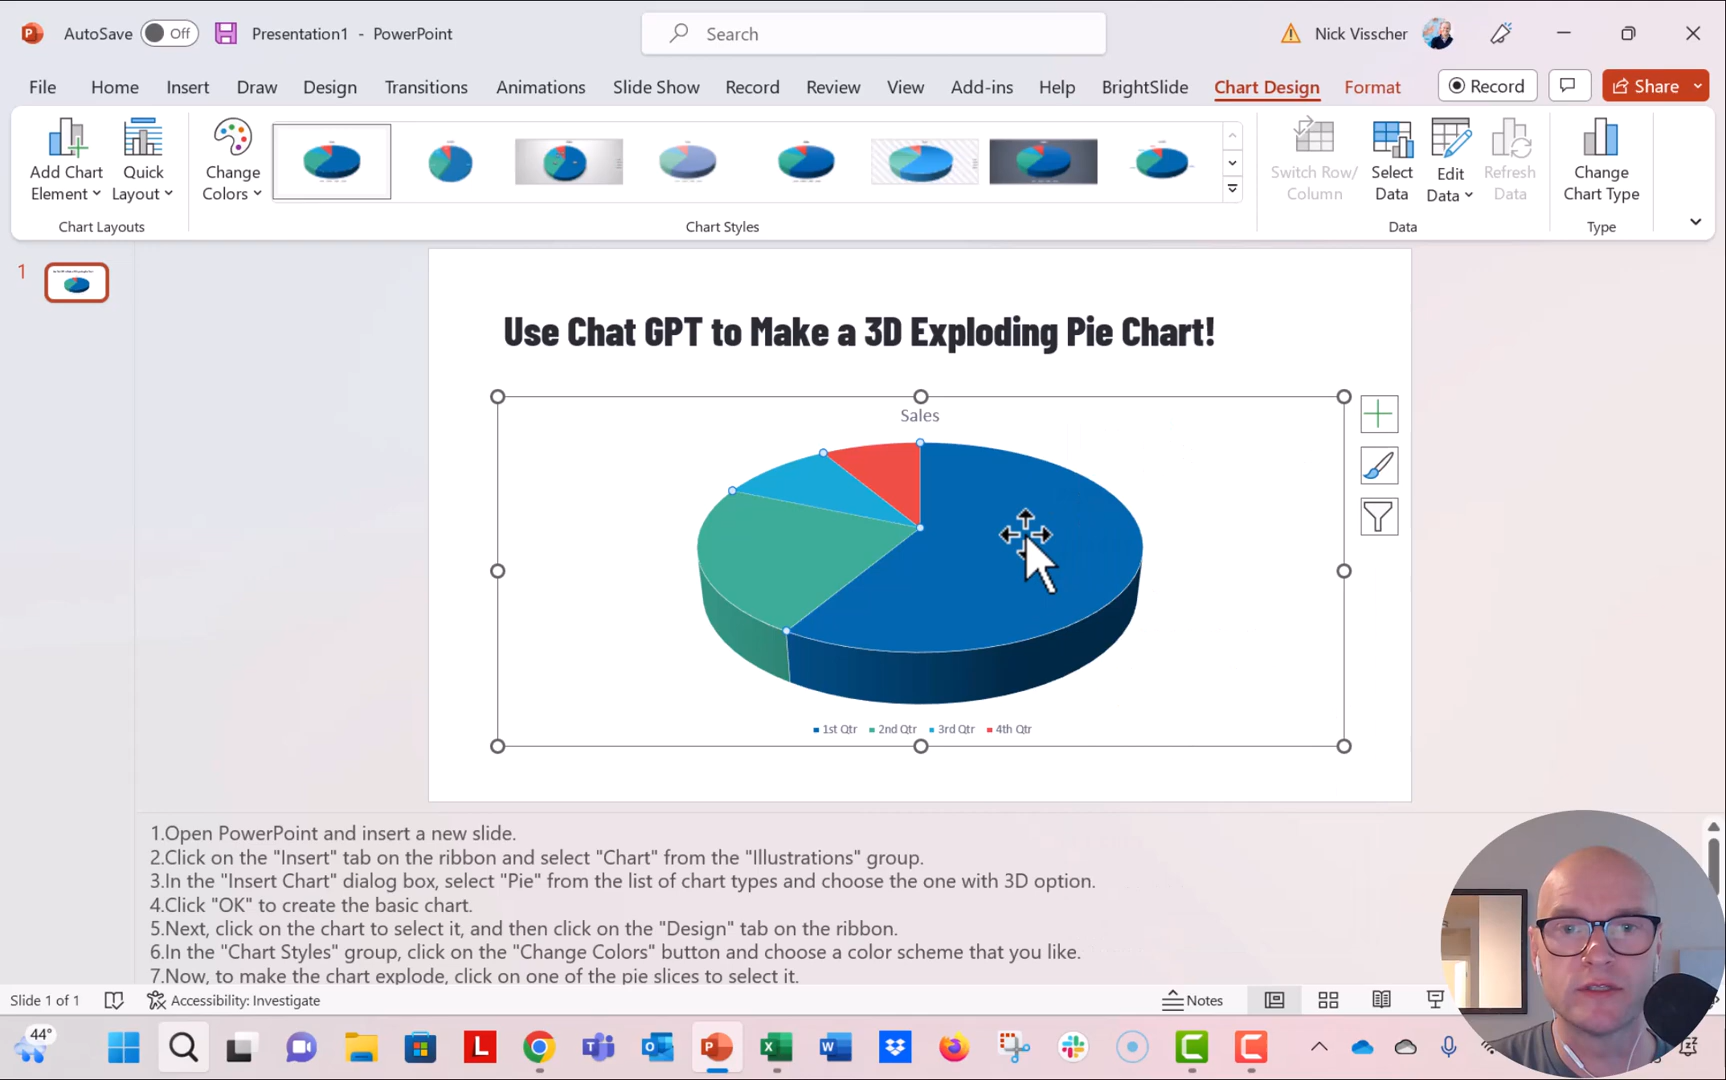 AutoSave Off Presentation1 - PowerPoint Search Nick Visscher
File Home Insert Draw Design Transitions Animations Slide Show Record Review View Add-ins Help BrightSlide Chart Design Format Record Share
Add Chart Element Quick Layout Change Colors Switch Row/ Column Select Data Edit Data Refresh Data Change Chart Type
Chart Layouts Chart Styles Data Type
1
Use Chat GPT to Make a 3D Exploding Pie Chart!
Sales
1st Qtr 2nd Qtr 3rd Qtr 4th Qtr
1.Open PowerPoint and insert a new slide.
2.Click on the "Insert" tab on the ribbon and select "Chart" from the "Illustrations" group.
3.In the "Insert Chart" dialog box, select "Pie" from the list of chart types and choose the one with 3D option.
4.Click "OK" to create the basic chart.
5.Next, click on the chart to select it, and then click on the "Design" tab on the ribbon.
6.In the "Chart Styles" group, click on the "Change Colors" button and choose a color scheme that you like.
7.Now, to make the chart explode, click on one of the pie slices to select it.
Slide 1 of 1 Accessibility: Investigate Notes
44°